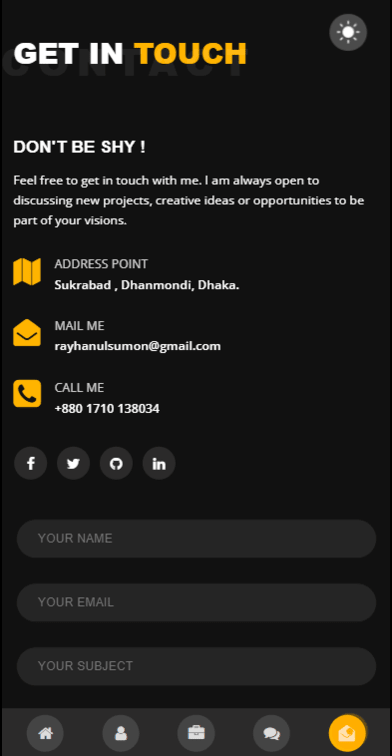 CONTACT
GET IN TOUCH
DON'T BE SHY !
Feel free to get in touch with me. I am always open to
discussing new projects, creative ideas or opportunities to be
part of your visions.
ADDRESS POINT
Sukrabad , Dhanmondi, Dhaka.
MAIL ME
rayhanulsumon@gmail.com
CALL ME
+880 1710 138034
YOUR NAME
YOUR EMAIL
YOUR SUBJECT